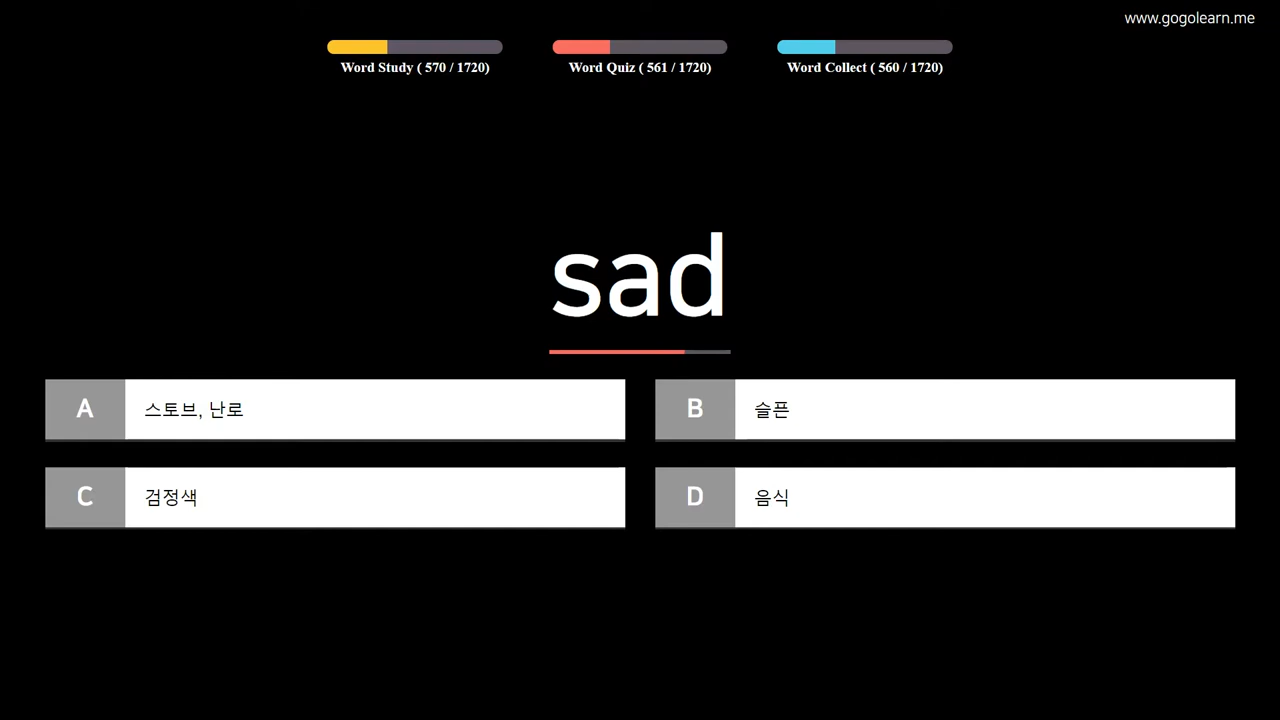 www.gogolearn.me
Word Study ( 570 / 1720)
Word Quiz ( 561 / 1720)
Word Collect ( 560 / 1720)
sad
A 스토브, 난로
B 슬픈
C 검정색
D 음식